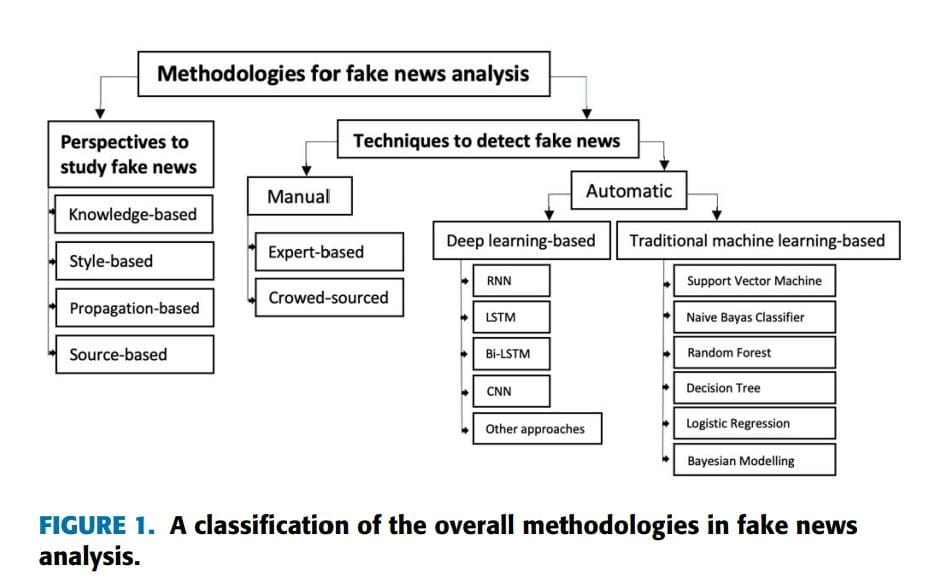 Methodologies for fake news analysis
Perspectives to
study fake news
Knowledge-based
Style-based
Propagation-based
Source-based
Techniques to detect fake news
Manual
Expert-based
Crowed-sourced
Automatic
Deep learning-based
RNN
LSTM
Bi-LSTM
CNN
Other approaches
Traditional machine learning-based
Support Vector Machine
Naive Bayas Classifier
Random Forest
Decision Tree
Logistic Regression
Bayesian Modelling
FIGURE 1. A classification of the overall methodologies in fake news
analysis.